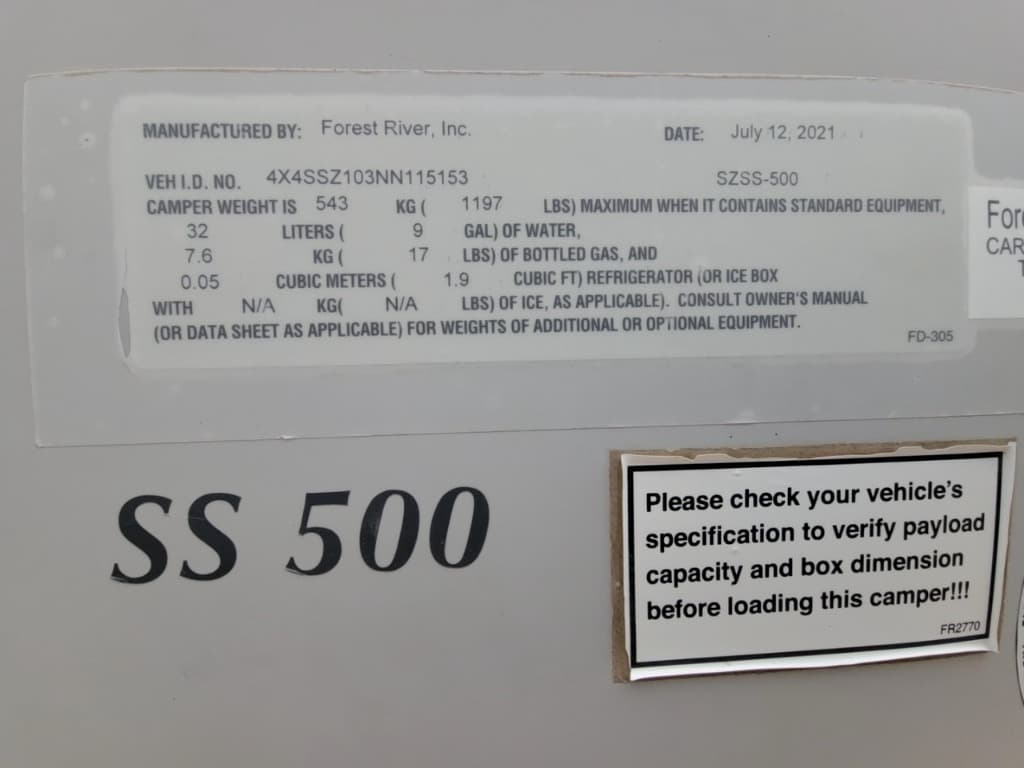 MANUFACTURED BY: Forest River, Inc. DATE: July 12, 2021
VEH I.D. NO. 4X4SSZ103NN115153 SZSS-500
CAMPER WEIGHT IS 543 KG ( 1197 LBS) MAXIMUM WHEN IT CONTAINS STANDARD EQUIPMENT,
32 LITERS ( 9 GAL) OF WATER,
7.6 KG ( 17 LBS) OF BOTTLED GAS, AND
0.05 CUBIC METERS ( 1.9 CUBIC FT) REFRIGERATOR (OR ICE BOX
WITH N/A KG( N/A LBS) OF ICE, AS APPLICABLE). CONSULT OWNER'S MANUAL
(OR DATA SHEET AS APPLICABLE) FOR WEIGHTS OF ADDITIONAL OR OPTIONAL EQUIPMENT.
FD-305
SS 500
Please check your vehicle's
specification to verify payload
capacity and box dimension
before loading this camper!!!
FR2770